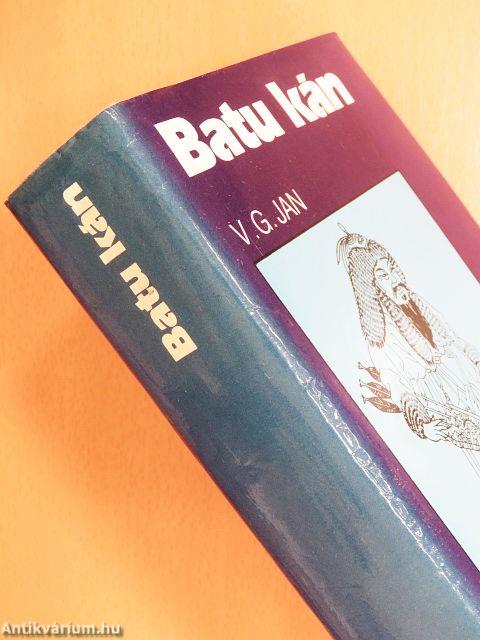 Batu kán
V. G. JAN
Batu kán
Antikvárium.hu